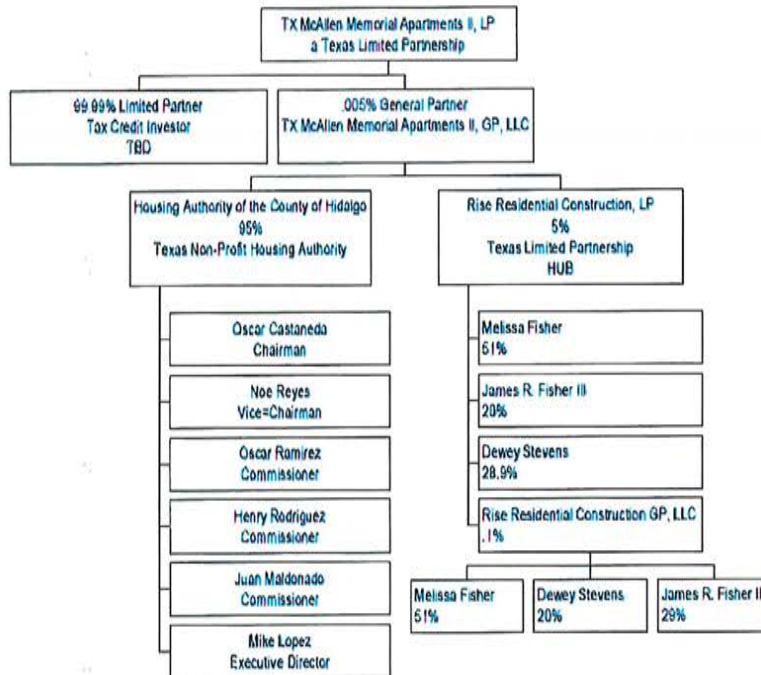 TX McAllen Memorial Apartments II, LP
a Texas Limited Partnership
99.99% Limited Partner
Tax Credit Investor
TBD
.005% General Partner
TX McAllen Memorial Apartments II, GP, LLC
Housing Authority of the County of Hidalgo
95%
Texas Non-Profit Housing Authority
Rise Residential Construction, LP
5%
Texas Limited Partnership
HUB
Oscar Castaneda
Chairman
Noe Reyes
Vice=Chairman
Oscar Ramirez
Commissioner
Henry Rodriguez
Commissioner
Juan Maldonado
Commissioner
Mike Lopez
Executive Director
Melissa Fisher
51%
James R. Fisher III
20%
Dewey Stevens
28.9%
Rise Residential Construction GP, LLC
.1%
Melissa Fisher
51%
Dewey Stevens
20%
James R. Fisher II
29%